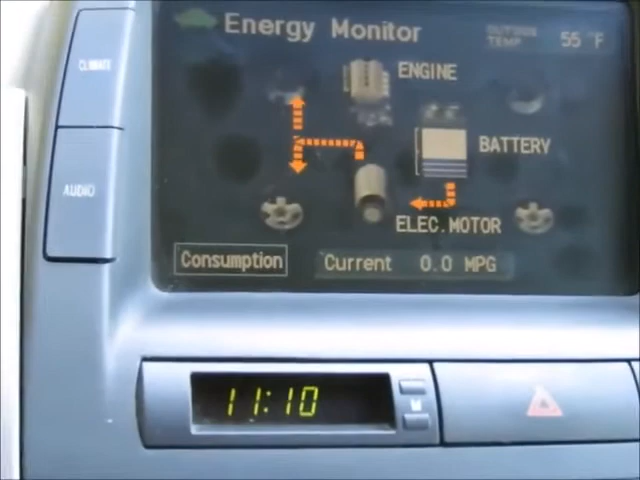 Energy Monitor
OUTSIDE
TEMP 55 °F
CLIMATE
ENGINE
BATTERY
AUDIO
ELEC.MOTOR
Consumption
Current 0.0 MPG
11:10